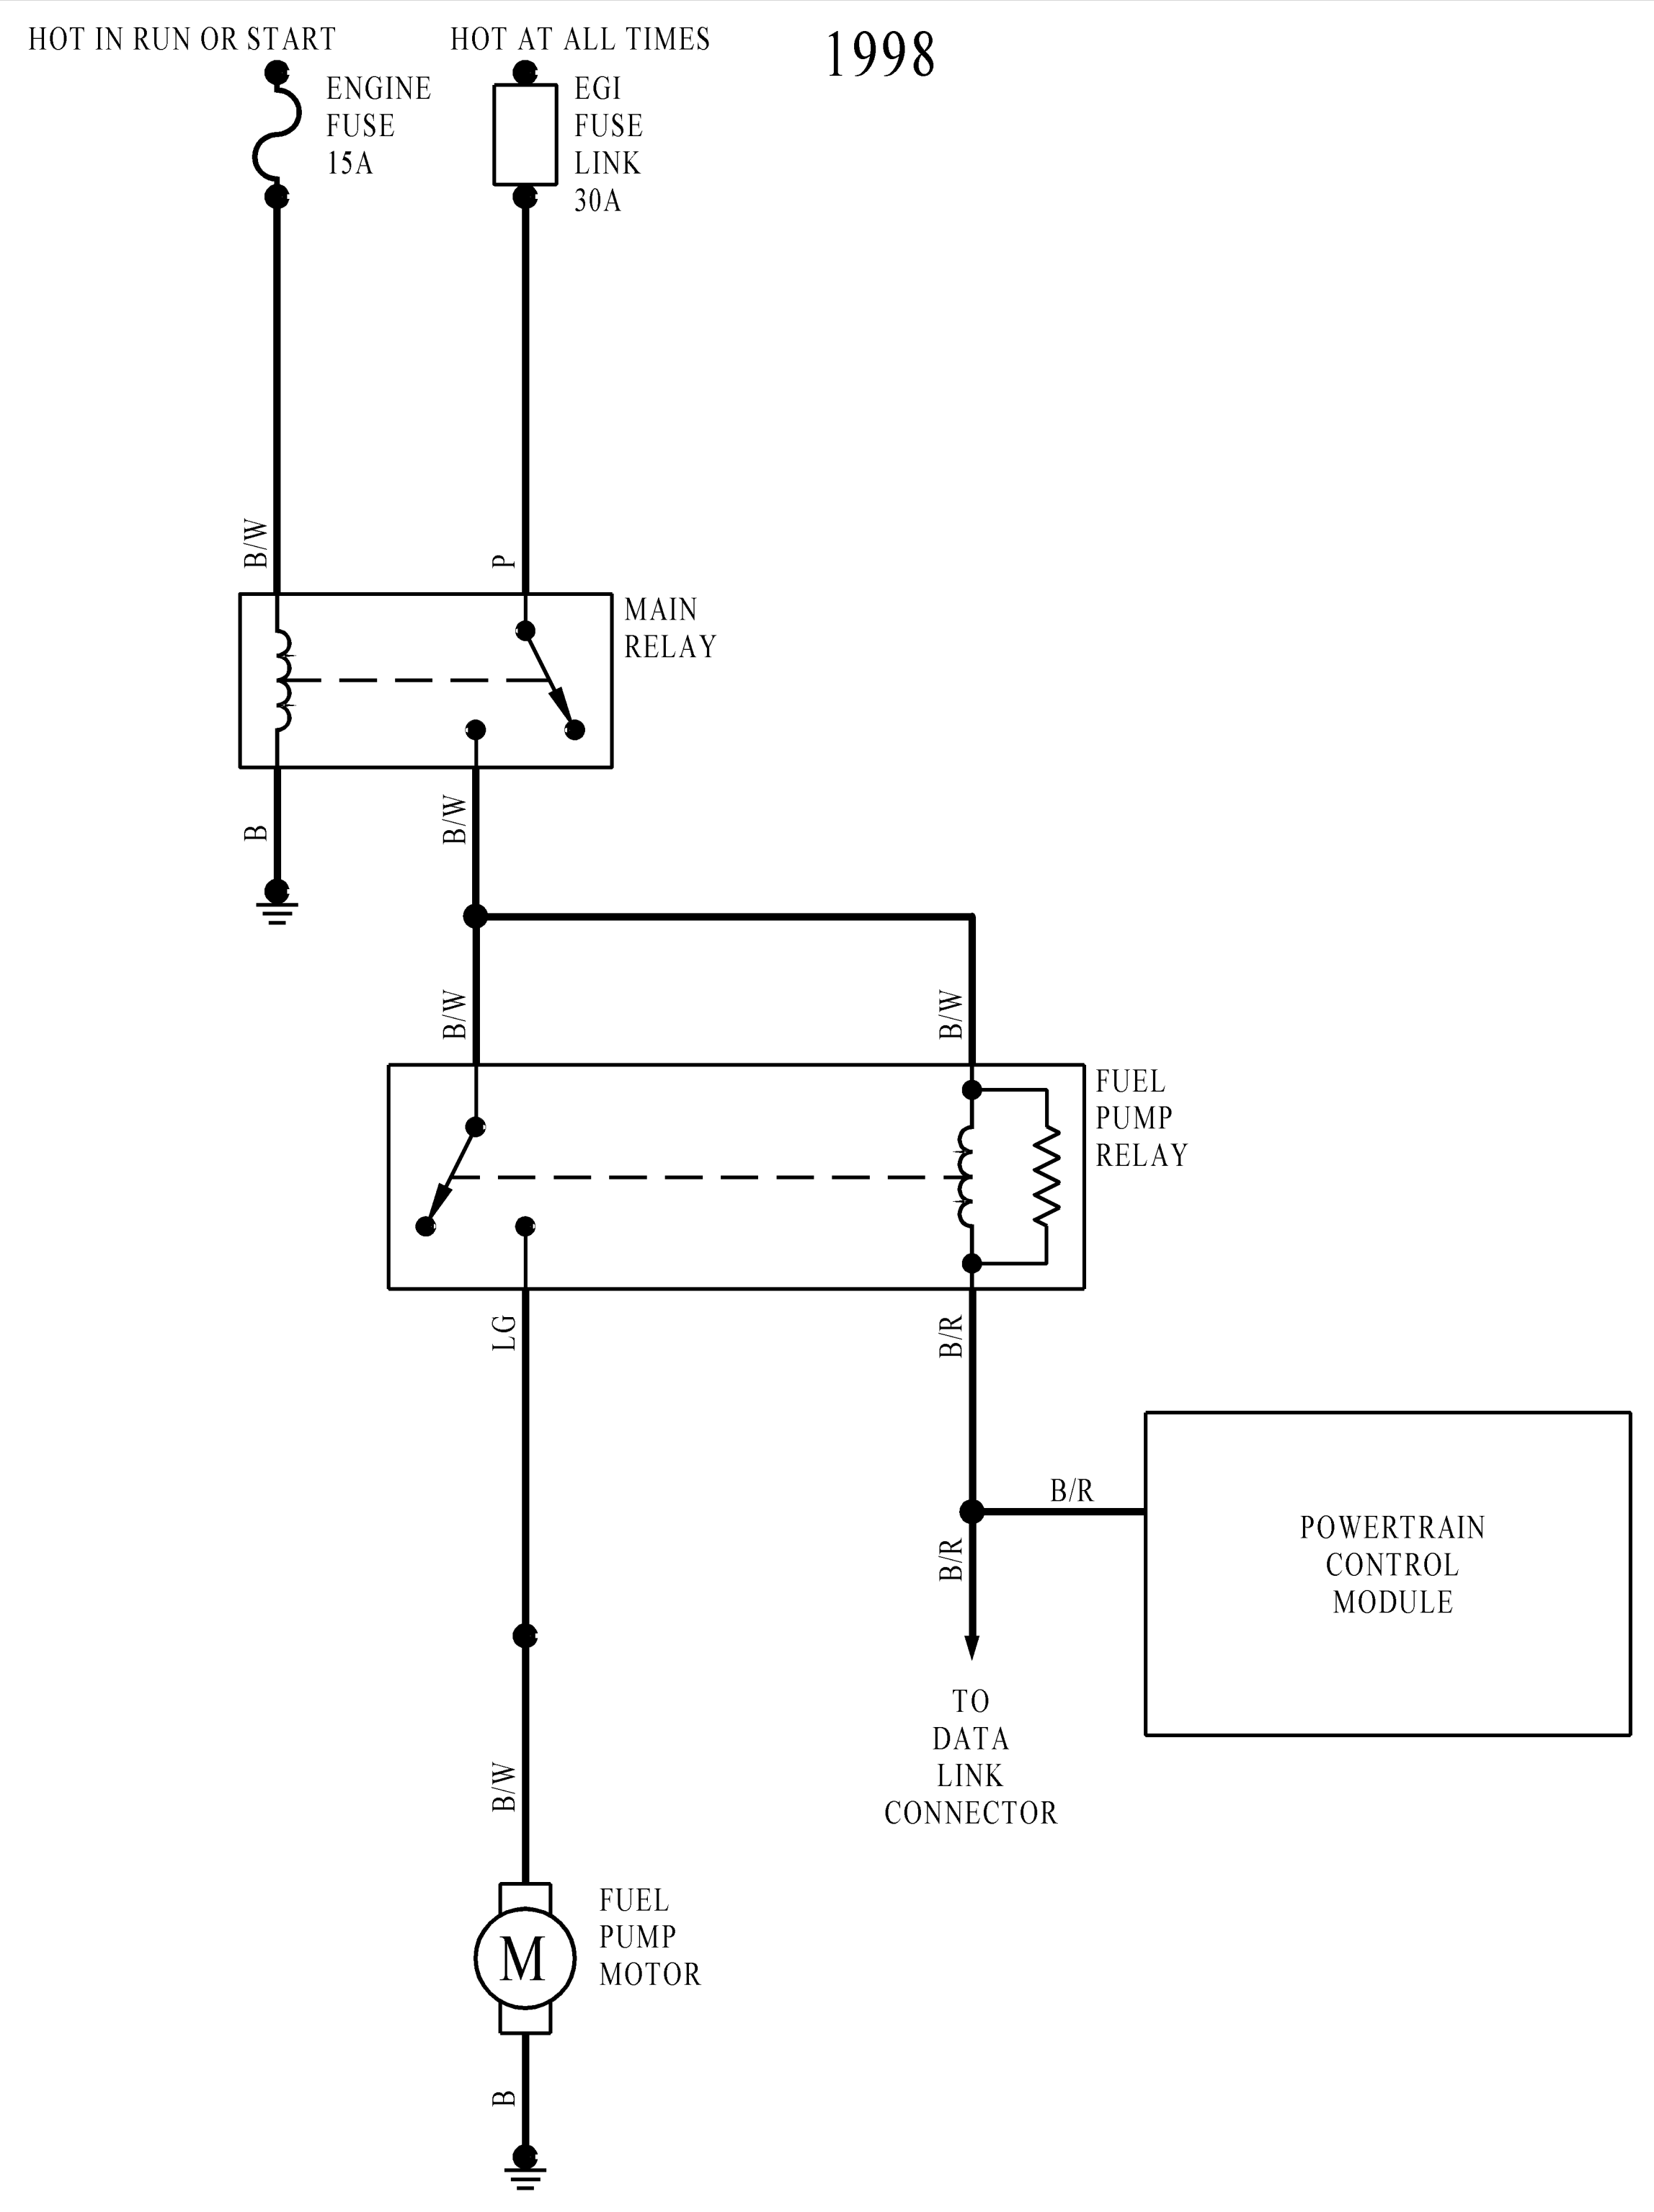 HOT IN RUN OR START
HOT AT ALL TIMES
1998
ENGINE
FUSE
15A
EGI
FUSE
LINK
30A
B/W
P
MAIN
RELAY
B
B/W
B/W
B/W
FUEL
PUMP
RELAY
LG
B/R
B/R
B/R
POWERTRAIN
CONTROL
MODULE
TO
DATA
LINK
CONNECTOR
B/W
FUEL
PUMP
MOTOR
M
B